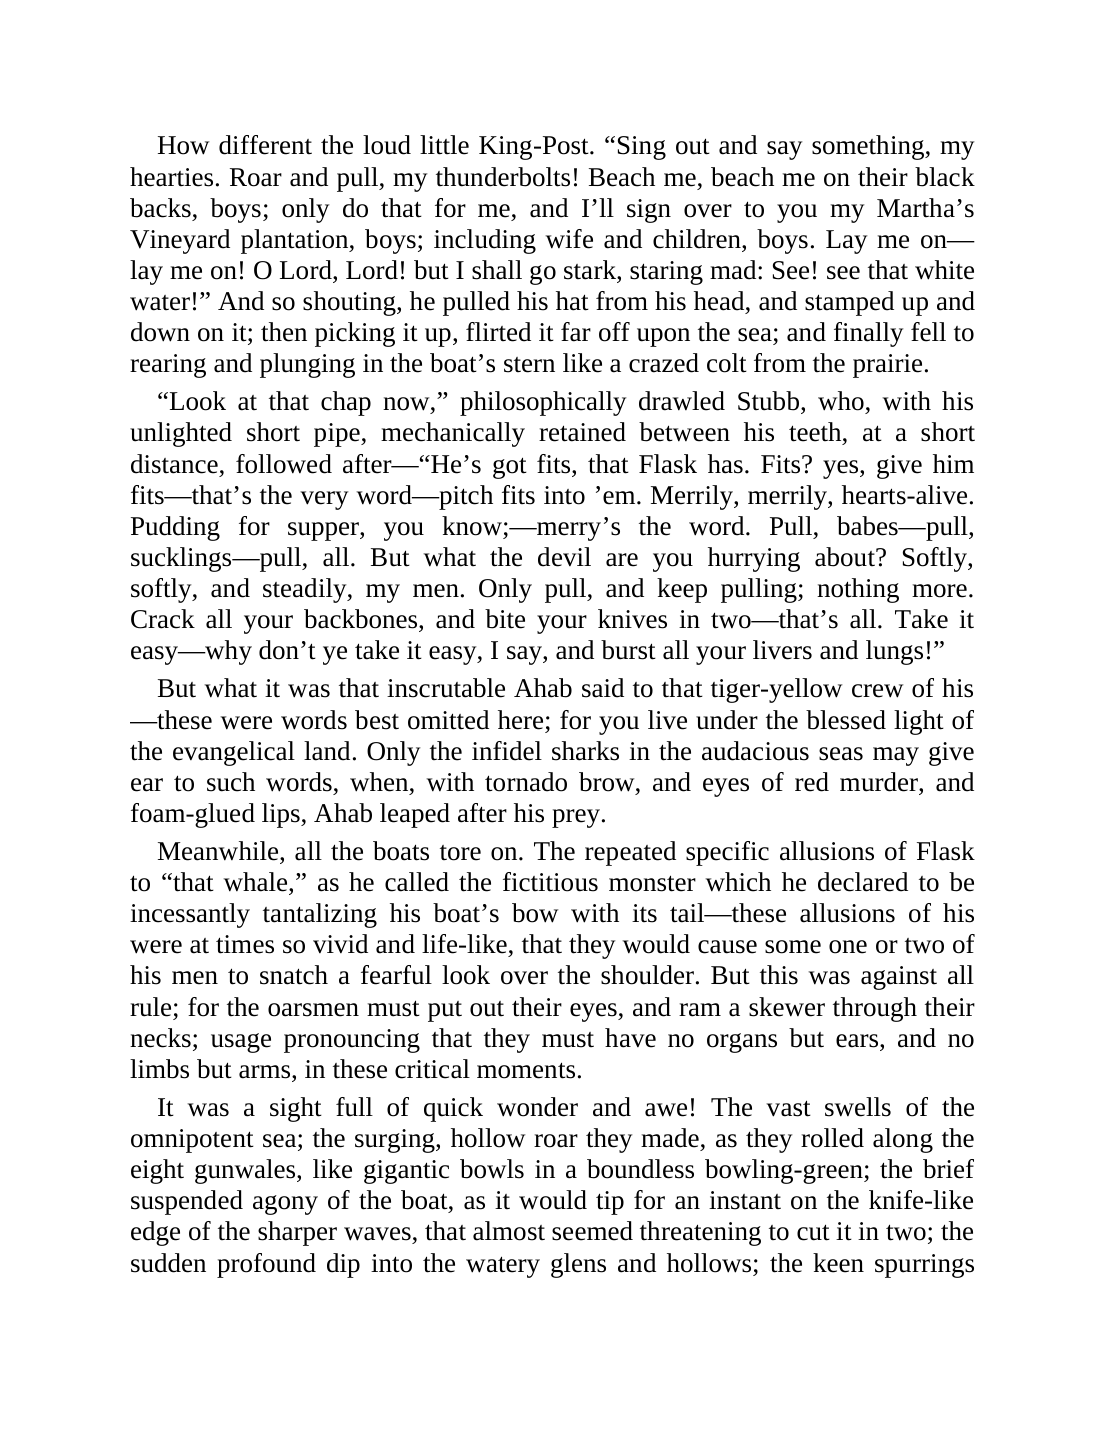 How different the loud little King-Post. “Sing out and say something, my
hearties. Roar and pull, my thunderbolts! Beach me, beach me on their black
backs, boys; only do that for me, and I’ll sign over to you my Martha’s
Vineyard plantation, boys; including wife and children, boys. Lay me on—
lay me on! O Lord, Lord! but I shall go stark, staring mad: See! see that white
water!” And so shouting, he pulled his hat from his head, and stamped up and
down on it; then picking it up, flirted it far off upon the sea; and finally fell to
rearing and plunging in the boat’s stern like a crazed colt from the prairie.
“Look at that chap now,” philosophically drawled Stubb, who, with his
unlighted short pipe, mechanically retained between his teeth, at a short
distance, followed after—“He’s got fits, that Flask has. Fits? yes, give him
fits—that’s the very word—pitch fits into ’em. Merrily, merrily, hearts-alive.
Pudding for supper, you know;—merry’s the word. Pull, babes—pull,
sucklings—pull, all. But what the devil are you hurrying about? Softly,
softly, and steadily, my men. Only pull, and keep pulling; nothing more.
Crack all your backbones, and bite your knives in two—that’s all. Take it
easy—why don’t ye take it easy, I say, and burst all your livers and lungs!”
But what it was that inscrutable Ahab said to that tiger-yellow crew of his
—these were words best omitted here; for you live under the blessed light of
the evangelical land. Only the infidel sharks in the audacious seas may give
ear to such words, when, with tornado brow, and eyes of red murder, and
foam-glued lips, Ahab leaped after his prey.
Meanwhile, all the boats tore on. The repeated specific allusions of Flask
to “that whale,” as he called the fictitious monster which he declared to be
incessantly tantalizing his boat’s bow with its tail—these allusions of his
were at times so vivid and life-like, that they would cause some one or two of
his men to snatch a fearful look over the shoulder. But this was against all
rule; for the oarsmen must put out their eyes, and ram a skewer through their
necks; usage pronouncing that they must have no organs but ears, and no
limbs but arms, in these critical moments.
It was a sight full of quick wonder and awe! The vast swells of the
omnipotent sea; the surging, hollow roar they made, as they rolled along the
eight gunwales, like gigantic bowls in a boundless bowling-green; the brief
suspended agony of the boat, as it would tip for an instant on the knife-like
edge of the sharper waves, that almost seemed threatening to cut it in two; the
sudden profound dip into the watery glens and hollows; the keen spurrings